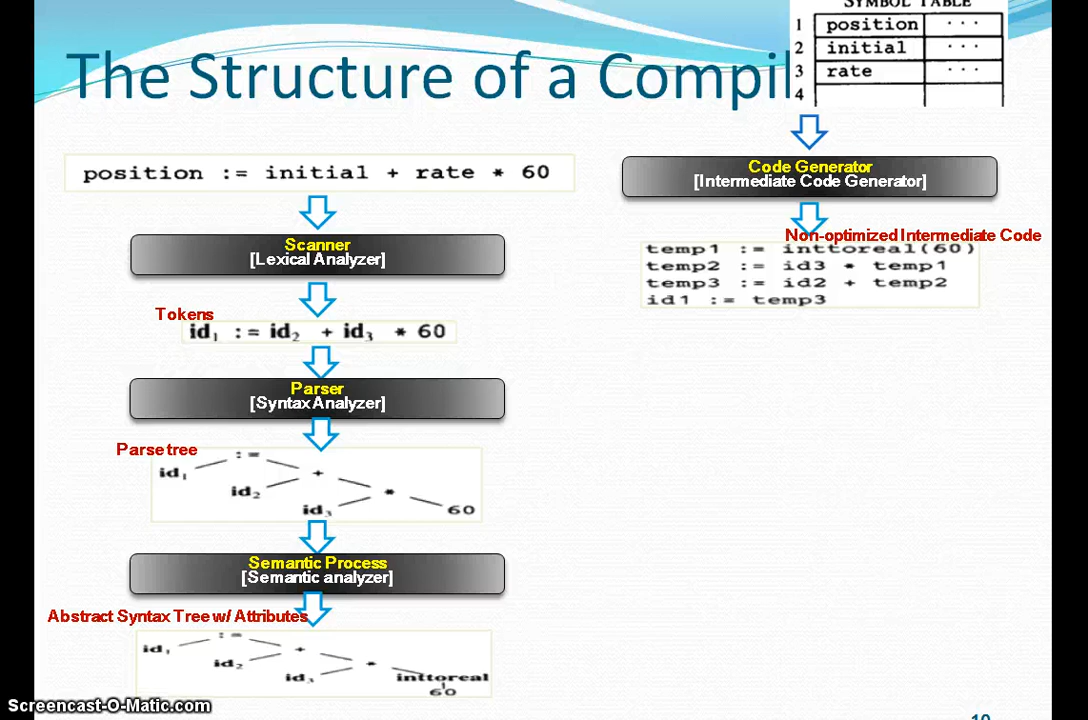 The Structure of a Compil
SYMBOL TABLE
1 position ...
2 initial ...
3 rate ...
4
position := initial + rate * 60
Scanner
[Lexical Analyzer]
Tokens
id1 := id2 + id3 * 60
Parser
[Syntax Analyzer]
Parse tree
:=
id1 +
id2 *
id3 60
Semantic Process
[Semantic analyzer]
Abstract Syntax Tree w/ Attributes
:=
id1 +
id2 *
id3 inttoreal
60
Code Generator
[Intermediate Code Generator]
Non-optimized Intermediate Code
temp1 := inttoreal(60)
temp2 := id3 * temp1
temp3 := id2 + temp2
id1 := temp3
Screencast-O-Matic.com
10